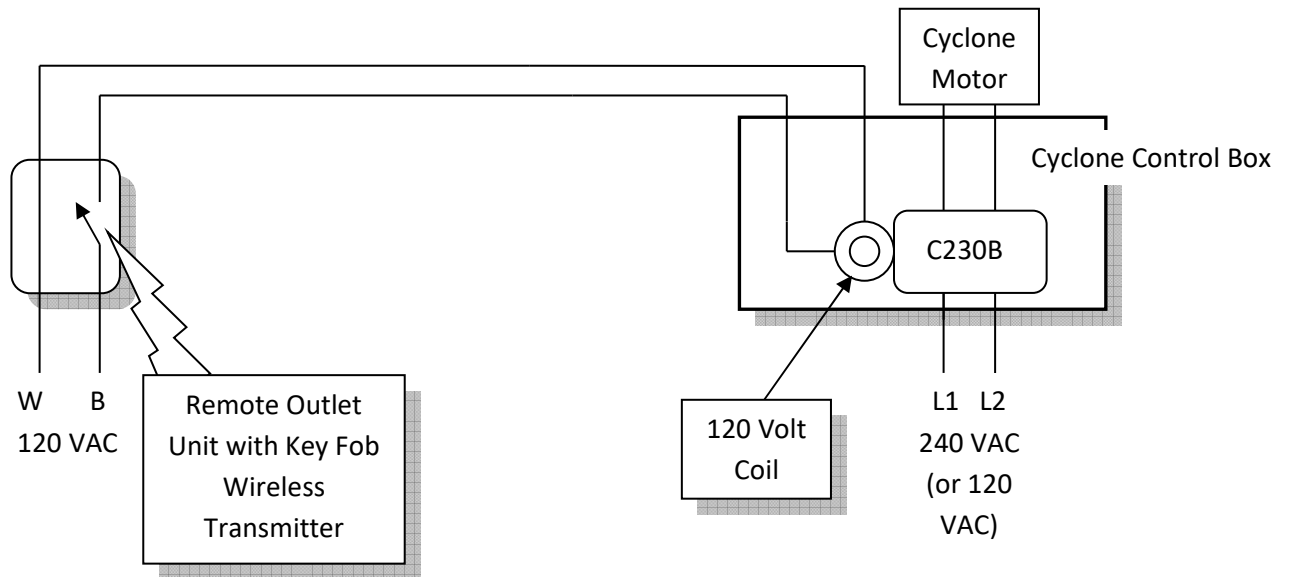 Cyclone
Motor
Cyclone Control Box
C230B
W B
120 VAC
Remote Outlet
Unit with Key Fob
Wireless
Transmitter
120 Volt
Coil
L1 L2
240 VAC
(or 120
VAC)